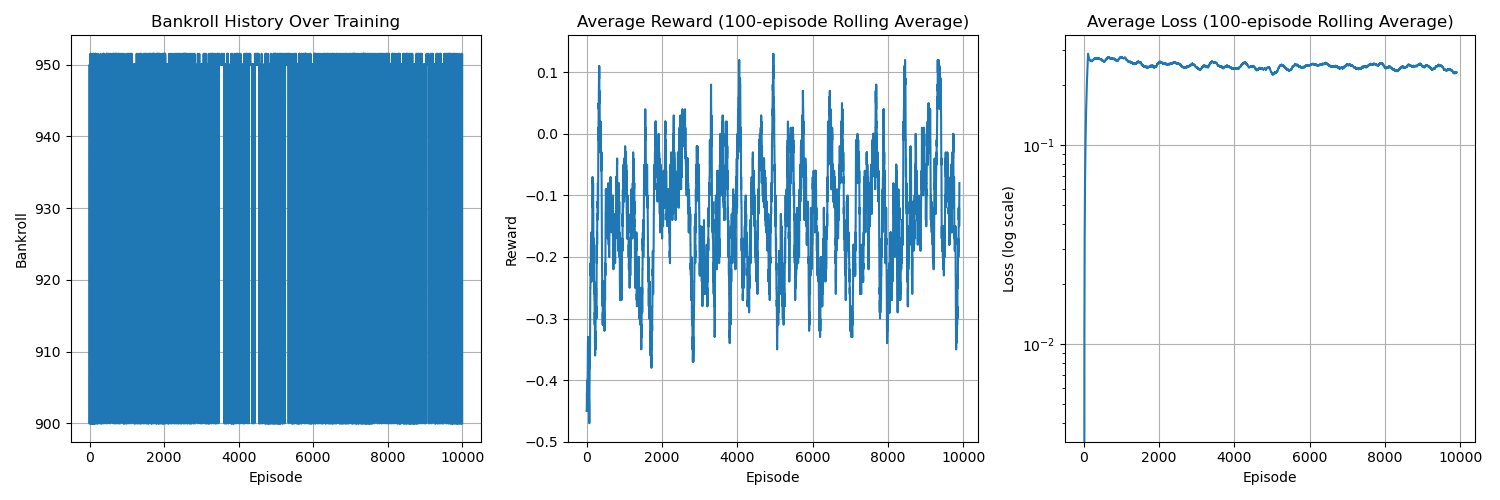 Bankroll History Over Training
Bankroll
950
940
930
920
910
900
0 2000 4000 6000 8000 10000
Episode
Average Reward (100-episode Rolling Average)
Reward
0.1
0.0
−0.1
−0.2
−0.3
−0.4
−0.5
0 2000 4000 6000 8000 10000
Episode
Average Loss (100-episode Rolling Average)
Loss (log scale)
10⁻¹
10⁻²
0 2000 4000 6000 8000 10000
Episode